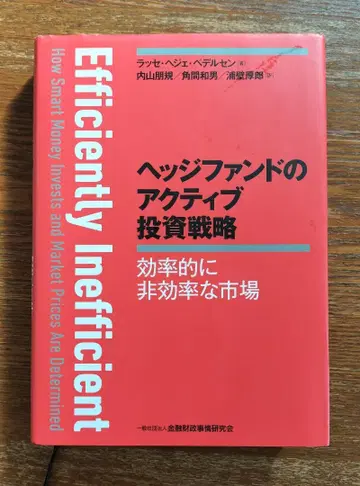 ラッセ・ヘジェ・ペデルセン 著
内山朋規／角間和男／浦壁厚郎 訳
ヘッジファンドの
アクティブ
投資戦略
効率的に
非効率な市場
Efficiently Inefficient
How Smart Money Invests and Market Prices Are Determined
一般社団法人 金融財政事情研究会